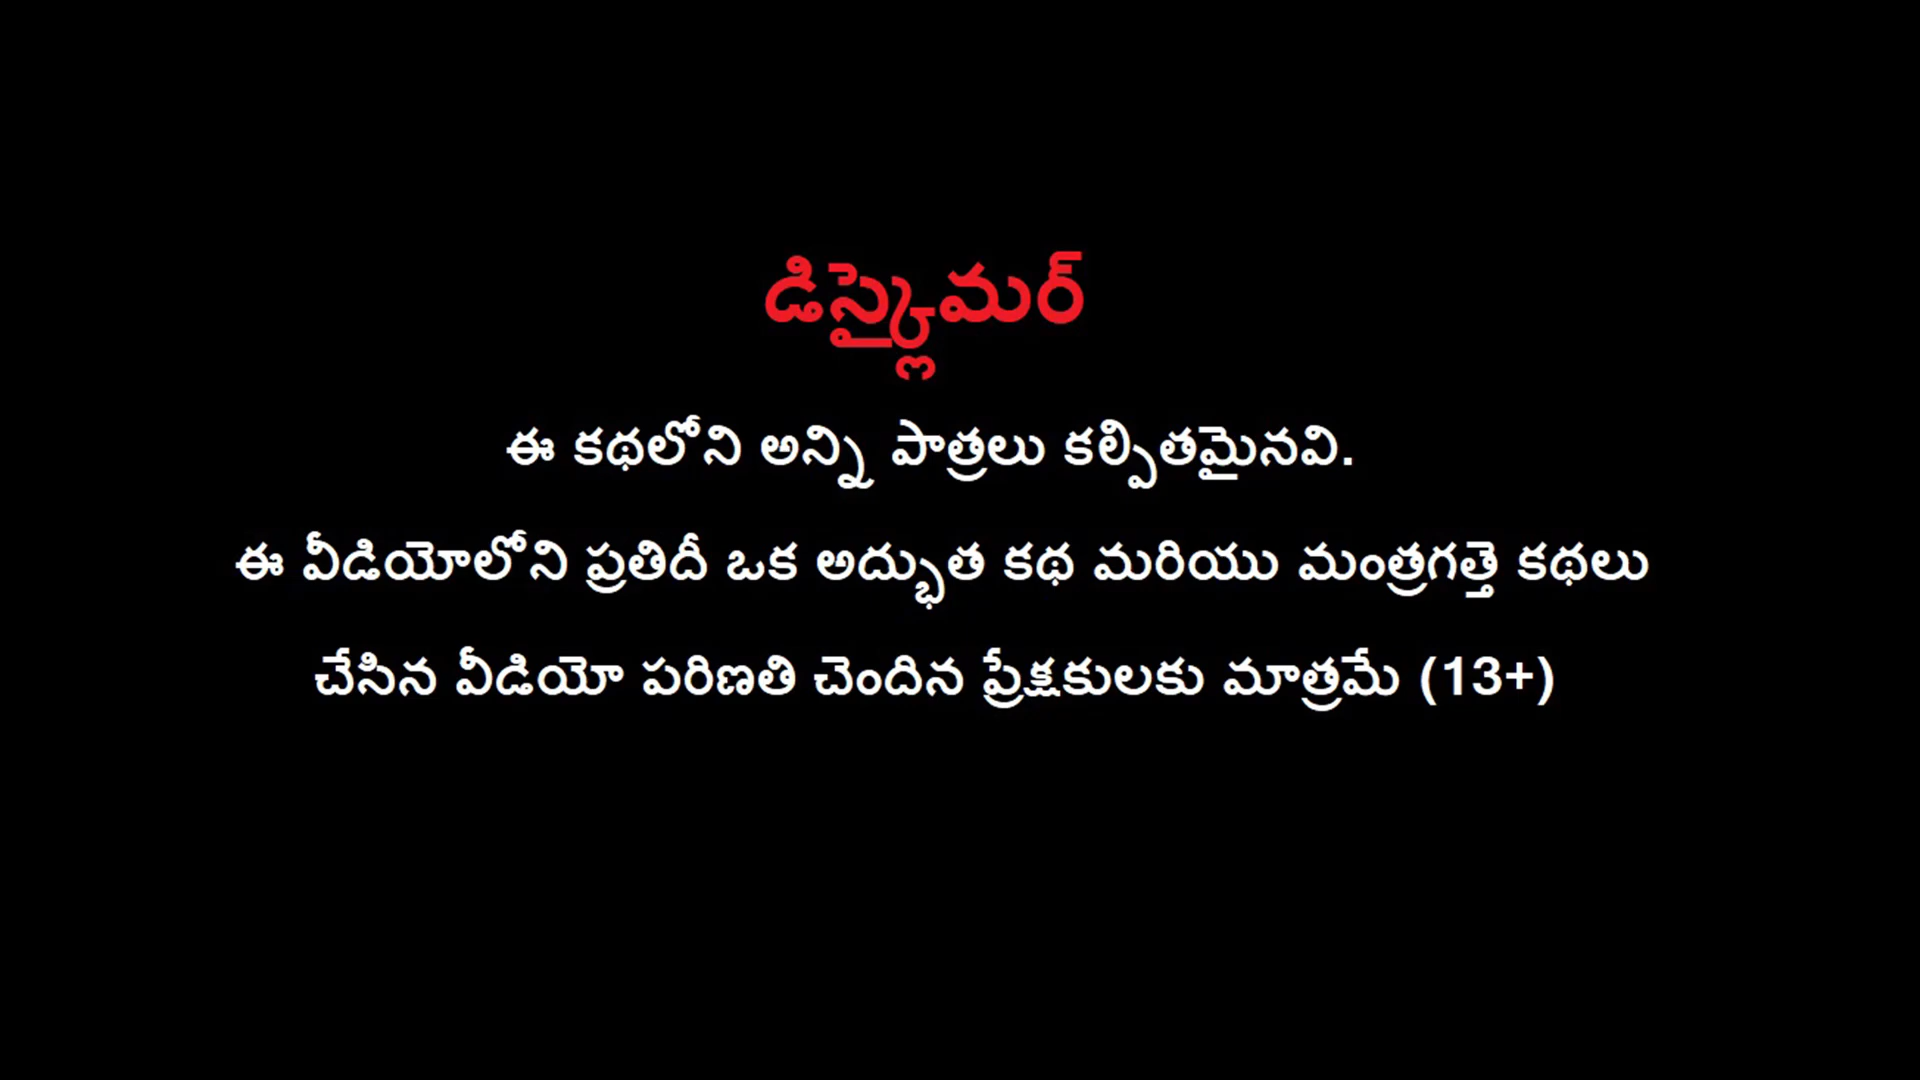 డిస్క్లైమర్
ఈ కథలోని అన్ని పాత్రలు కల్పితమైనవి.
ఈ వీడియోలోని ప్రతిదీ ఒక అద్భుత కథ మరియు మంత్రగత్తె కథలు
చేసిన వీడియో పరిణతి చెందిన ప్రేక్షకులకు మాత్రమే (13+)